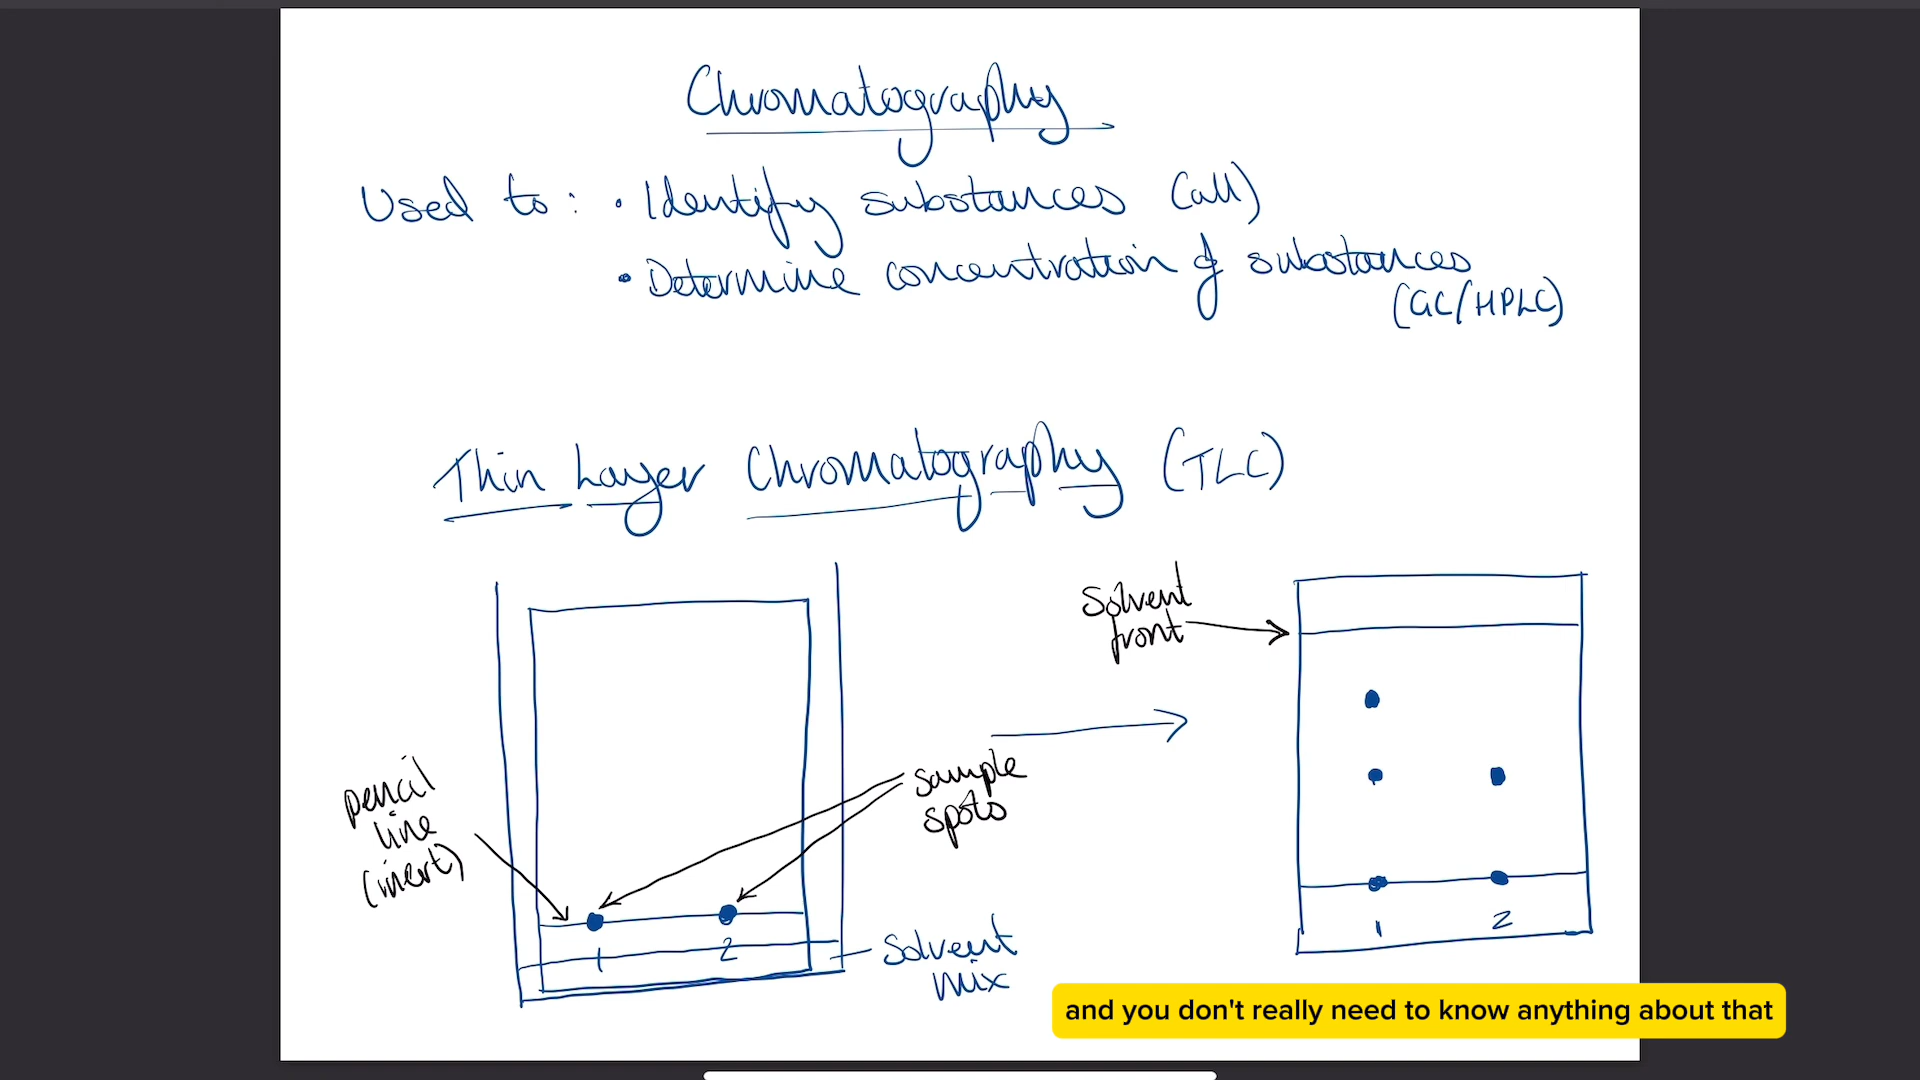 Chromatography
Used to: • Identify substances (all)
• Determine concentration of substances
(GC/HPLC)
Thin Layer Chromatography (TLC)
Solvent
front
pencil
line
(inert)
sample
spots
1 2
Solvent
mix
1 2
and you don't really need to know anything about that